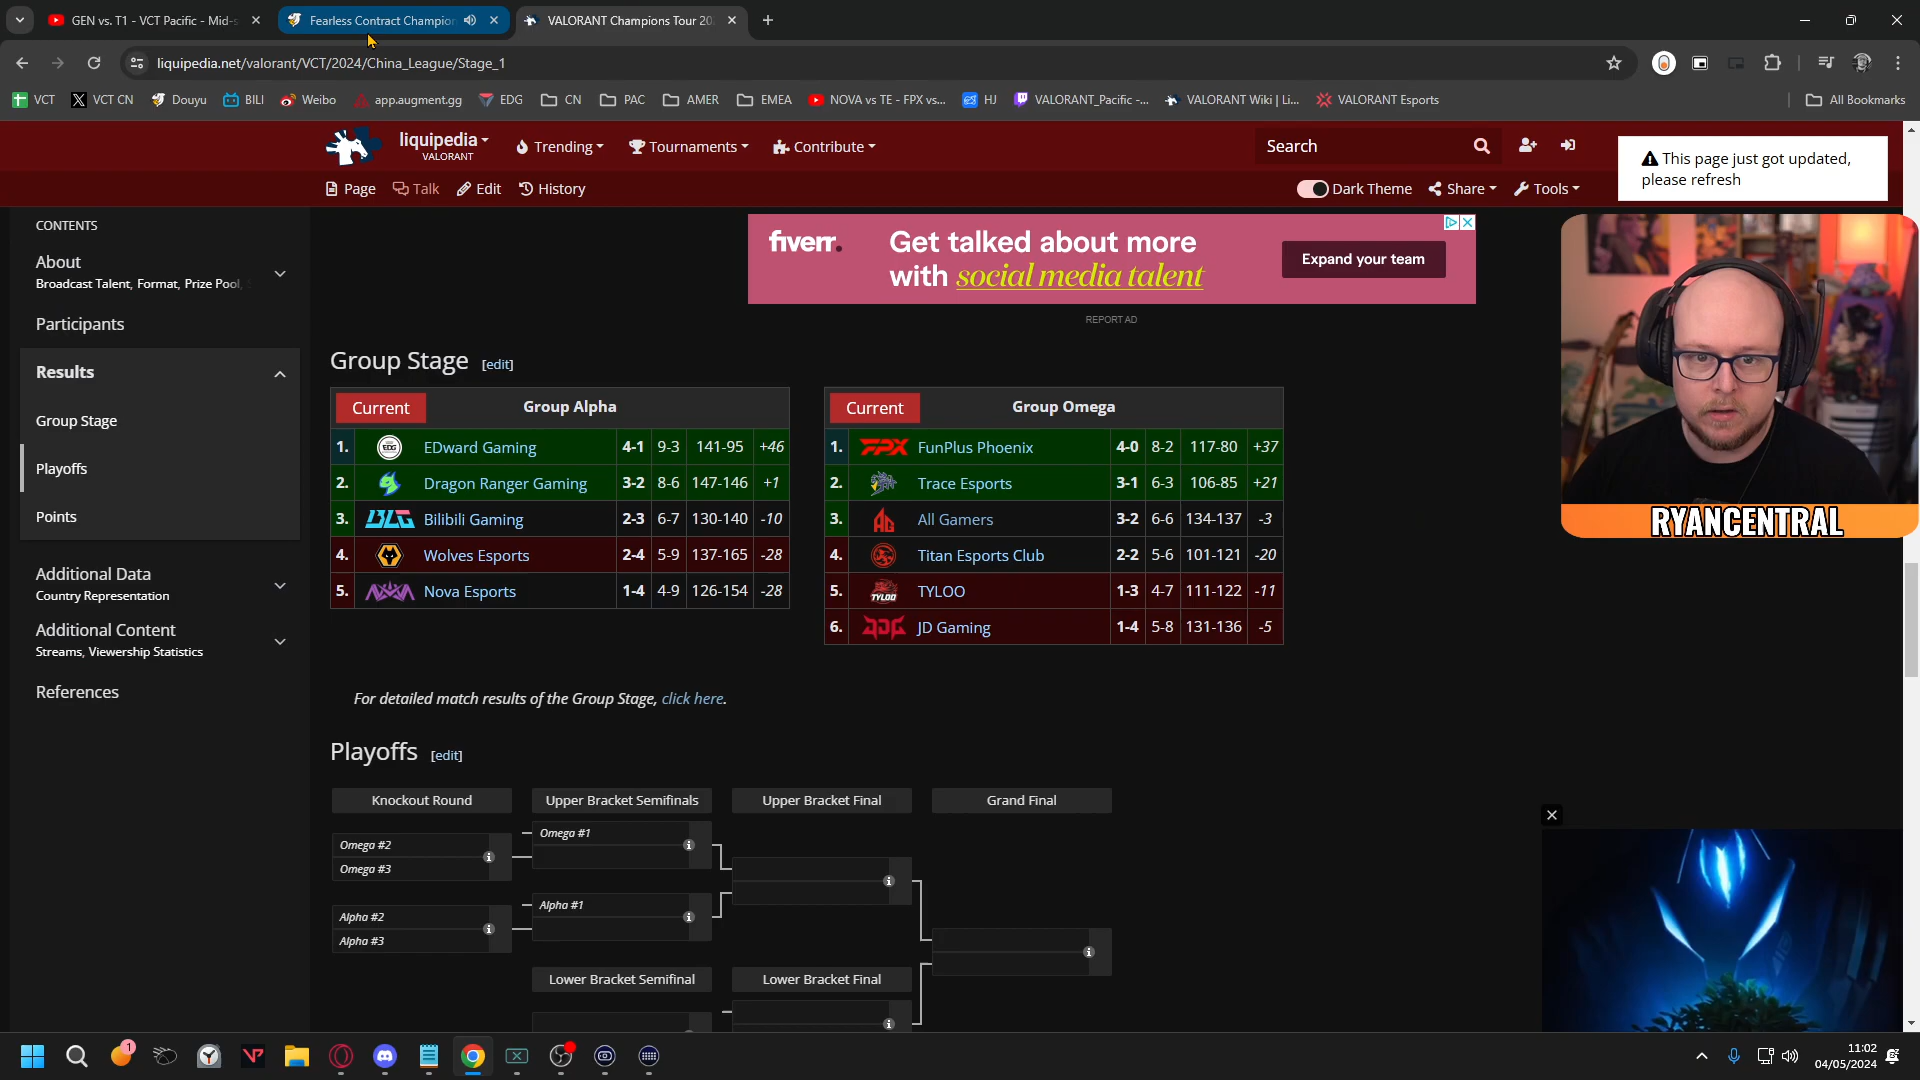 GEN vs. T1 - VCT Pacific - Mid-s
Fearless Contract Champion
VALORANT Champions Tour 20
liquipedia.net/valorant/VCT/2024/China_League/Stage_1
VCT
VCT CN
Douyu
BILI
Weibo
app.augment.gg
EDG
CN
PAC
AMER
EMEA
NOVA vs TE - FPX vs...
HJ
VALORANT_Pacific -...
VALORANT Wiki | Li...
VALORANT Esports
All Bookmarks
liquipedia
VALORANT
Trending
Tournaments
Contribute
Search
This page just got updated,
please refresh
Page
Talk
Edit
History
Dark Theme
Share
Tools
CONTENTS
About
Broadcast Talent, Format, Prize Pool,
Participants
Results
Group Stage
Playoffs
Points
Additional Data
Country Representation
Additional Content
Streams, Viewership Statistics
References
fiverr.
Get talked about more
with social media talent
Expand your team
REPORT AD
Group Stage [edit]
Current Group Alpha
1. EDG EDward Gaming 4-1 9-3 141-95 +46
2. Dragon Ranger Gaming 3-2 8-6 147-146 +1
3. BLG Bilibili Gaming 2-3 6-7 130-140 -10
4. Wolves Esports 2-4 5-9 137-165 -28
5. NOVA Nova Esports 1-4 4-9 126-154 -28
Current Group Omega
1. FPX FunPlus Phoenix 4-0 8-2 117-80 +37
2. Trace Esports 3-1 6-3 106-85 +21
3. AG All Gamers 3-2 6-6 134-137 -3
4. Titan Esports Club 2-2 5-6 101-121 -20
5. TYLOO TYLOO 1-3 4-7 111-122 -11
6. JDG JD Gaming 1-4 5-8 131-136 -5
For detailed match results of the Group Stage, click here.
Playoffs [edit]
Knockout Round
Upper Bracket Semifinals
Upper Bracket Final
Grand Final
Omega #2
Omega #3
Omega #1
Alpha #2
Alpha #3
Alpha #1
Lower Bracket Semifinal
Lower Bracket Final
RYANCENTRAL
1
11:02
04/05/2024